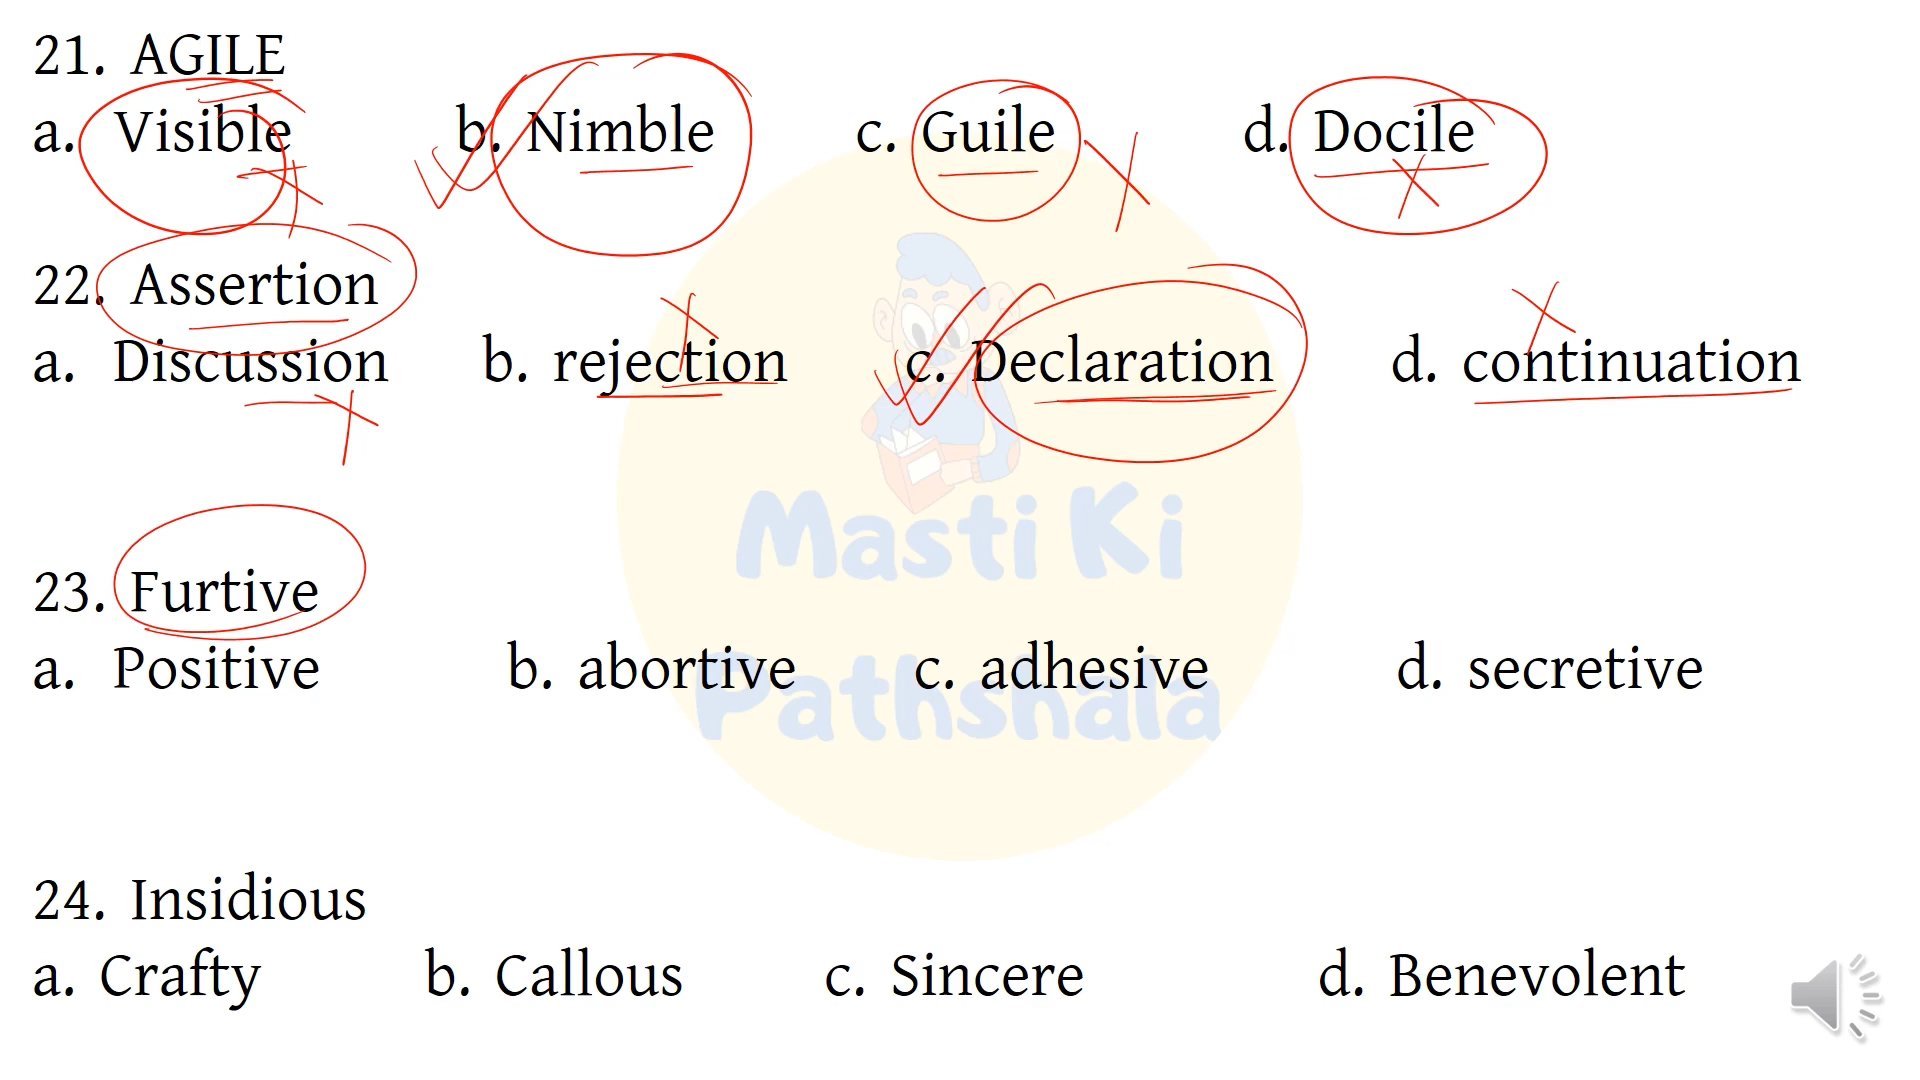 21. AGILE
a. Visible b. Nimble c. Guile d. Docile
22. Assertion
a. Discussion b. rejection c. Declaration d. continuation
23. Furtive
a. Positive b. abortive c. adhesive d. secretive
24. Insidious
a. Crafty b. Callous c. Sincere d. Benevolent
Masti Ki
Pathshala